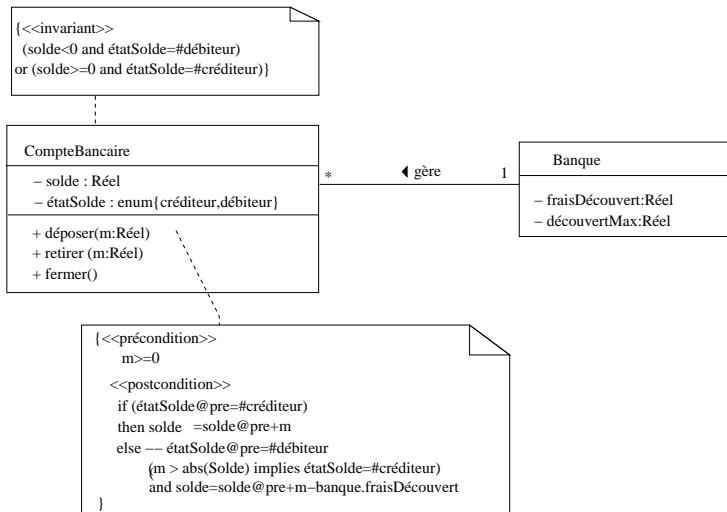 {<<invariant>>
(solde<0 and étatSolde=#débiteur)
or (solde>=0 and étatSolde=#créditeur)}
CompteBancaire
− solde : Réel
− étatSolde : enum{créditeur,débiteur}
+ déposer(m:Réel)
+ retirer (m:Réel)
+ fermer()
*
gère
1
Banque
− fraisDécouvert:Réel
− découvertMax:Réel
{<<précondition>>
m>=0
<<postcondition>>
if (étatSolde@pre=#créditeur)
then solde =solde@pre+m
else −− étatSolde@pre=#débiteur
(m > abs(Solde) implies étatSolde=#créditeur)
and solde=solde@pre+m−banque.fraisDécouvert
}